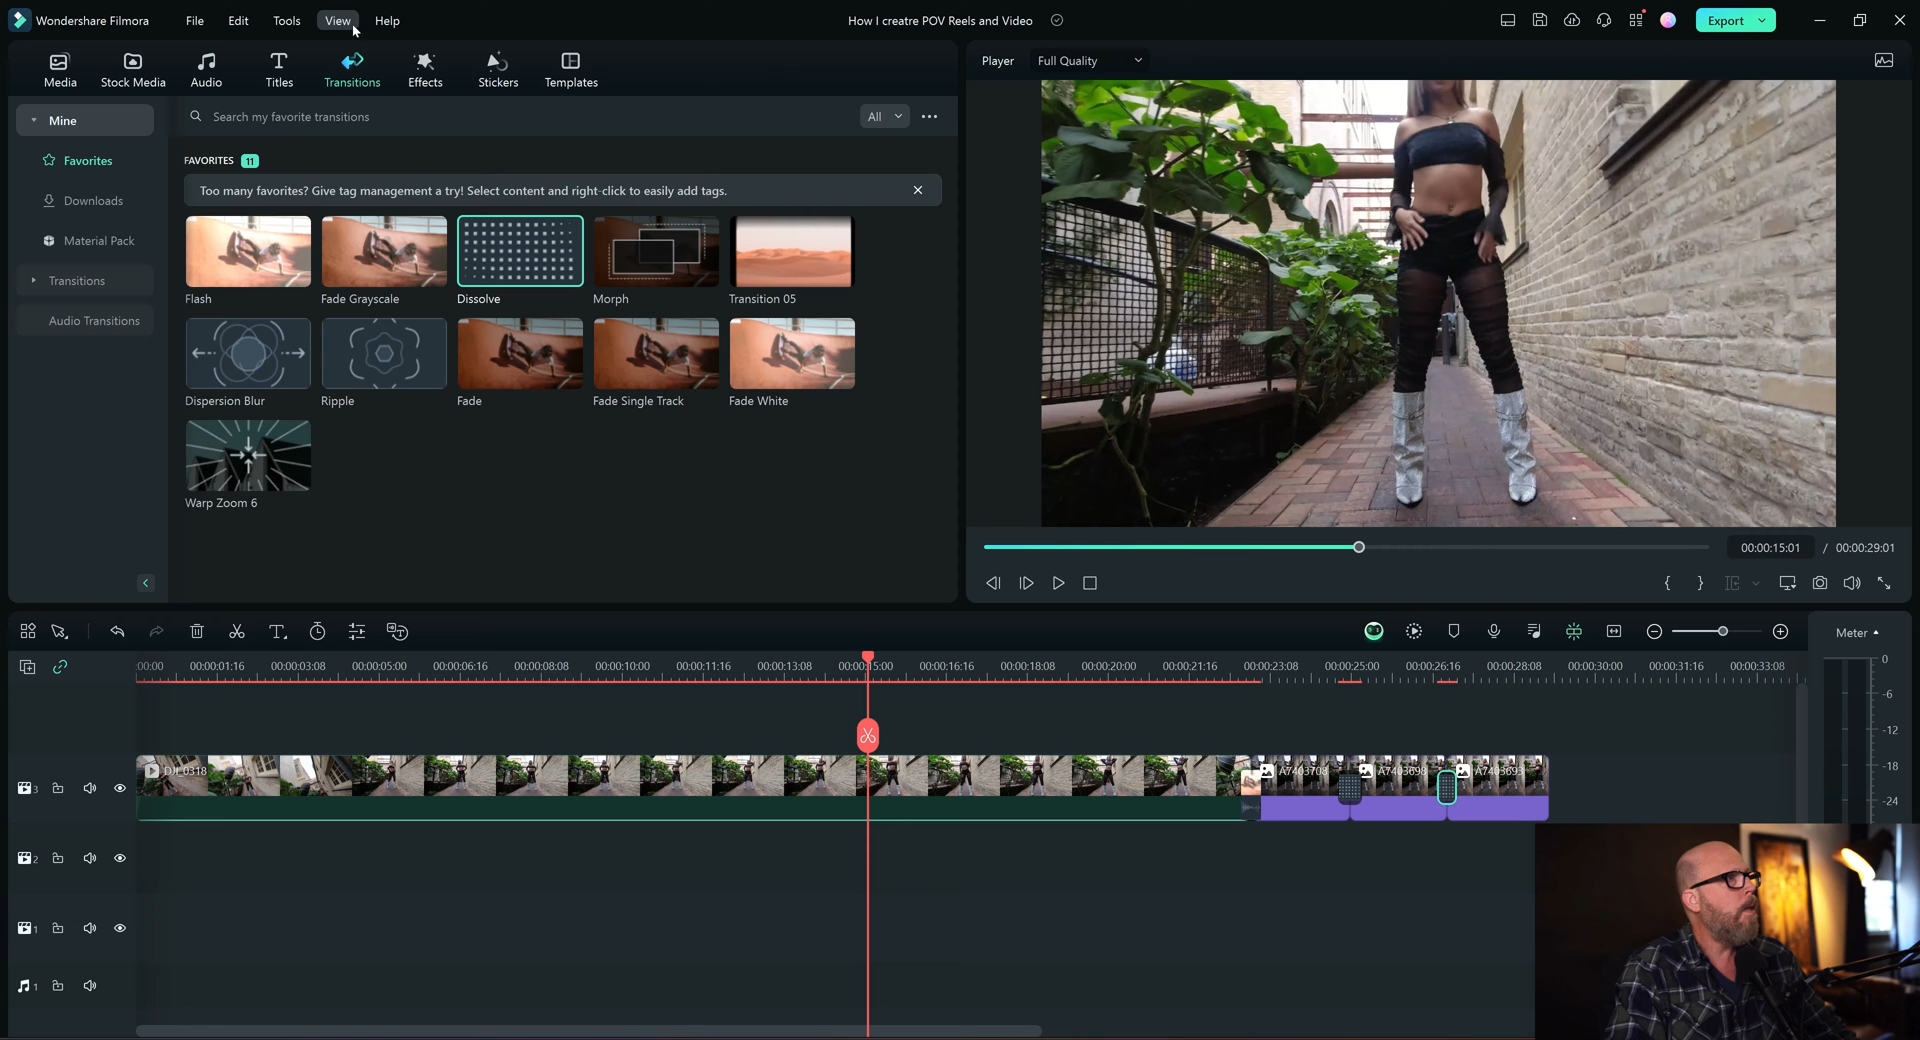 Wondershare Filmora File Edit Tools View Help How I creatre POV Reels and Video Export
Media Stock Media Audio Titles Transitions Effects Stickers Templates
Player Full Quality
Mine
Search my favorite transitions All
Favorites
FAVORITES 11
Too many favorites? Give tag management a try! Select content and right-click to easily add tags.
Downloads
Material Pack
Transitions
Audio Transitions
Flash Fade Grayscale Dissolve Morph Transition 05
Dispersion Blur Ripple Fade Fade Single Track Fade White
Warp Zoom 6
00:00:15:01 / 00:00:29:01
Meter
:00:00 00:00:01:16 00:00:03:08 00:00:05:00 00:00:06:16 00:00:08:08 00:00:10:00 00:00:11:16 00:00:13:08 00:00:15:00 00:00:16:16 00:00:18:08 00:00:20:00 00:00:21:16 00:00:23:08 00:00:25:00 00:00:26:16 00:00:28:08 00:00:30:00 00:00:31:16 00:00:33:08
0
-6
-12
-18
-24
DJI_0318 A7403708 A7403698 A7403693
3
2
1
1